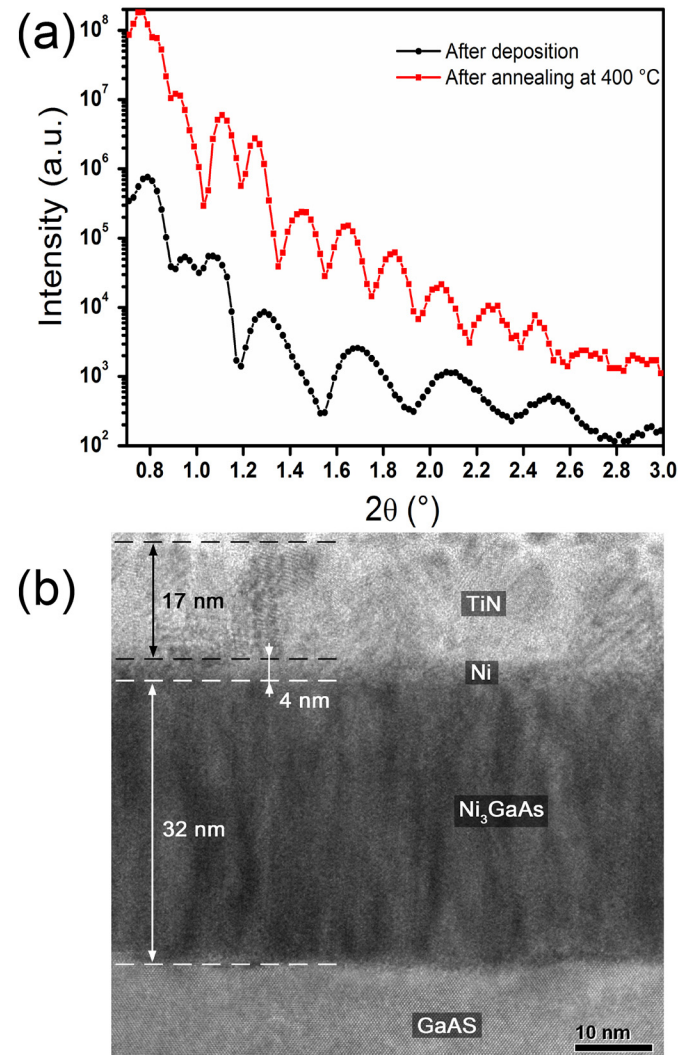 (a)
After deposition
After annealing at 400 °C
Intensity (a.u.)
10⁸
10⁷
10⁶
10⁵
10⁴
10³
10²
0.8 1.0 1.2 1.4 1.6 1.8 2.0 2.2 2.4 2.6 2.8 3.0
2θ (°)
(b)
17 nm
TiN
Ni
4 nm
32 nm
Ni₃GaAs
GaAS
10 nm